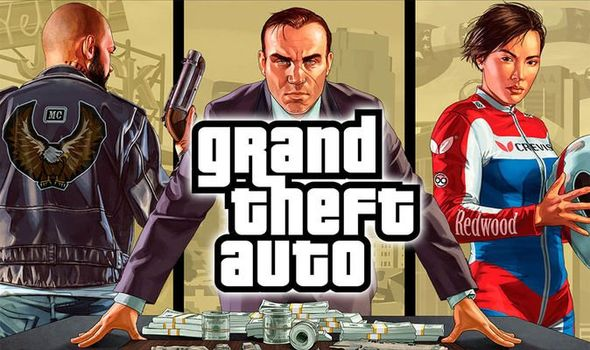 MC
grand
theft
auto
CREVIS
Redwood